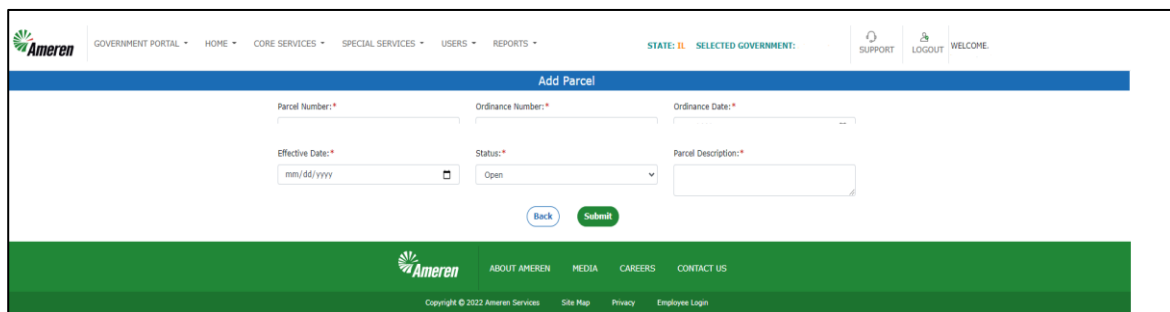 Ameren
GOVERNMENT PORTAL HOME CORE SERVICES SPECIAL SERVICES USERS REPORTS STATE: IL SELECTED GOVERNMENT: SUPPORT LOGOUT WELCOME.
Add Parcel
Parcel Number:* Ordinance Number:* Ordinance Date:*
Effective Date:* Status:* Parcel Description:*
mm/dd/yyyy Open
Back Submit
Ameren ABOUT AMEREN MEDIA CAREERS CONTACT US
Copyright © 2022 Ameren Services Site Map Privacy Employee Login